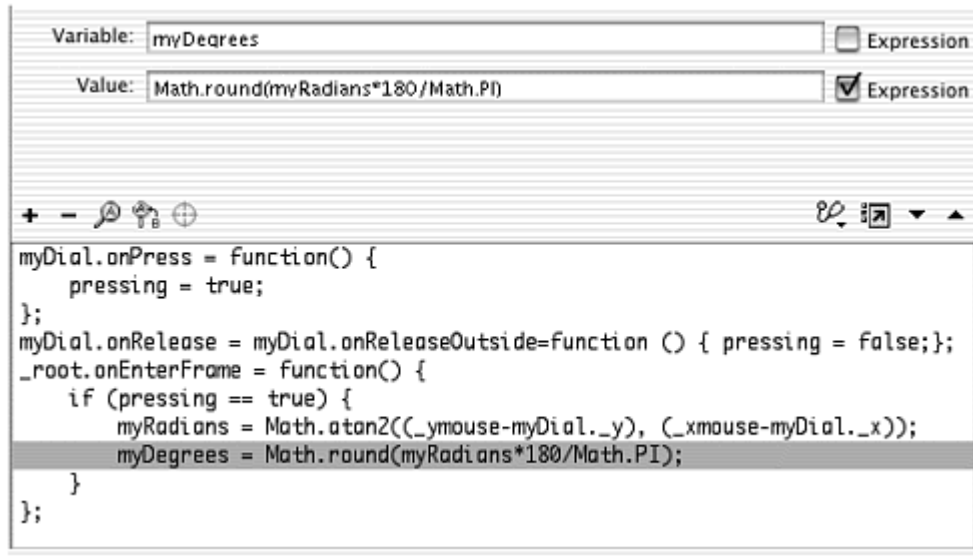 Variable: myDegrees Expression
Value: Math.round(myRadians*180/Math.PI) Expression
+ -
myDial.onPress = function() {
    pressing = true;
};
myDial.onRelease = myDial.onReleaseOutside=function () { pressing = false;};
_root.onEnterFrame = function() {
    if (pressing == true) {
        myRadians = Math.atan2((_ymouse-myDial._y), (_xmouse-myDial._x));
        myDegrees = Math.round(myRadians*180/Math.PI);
    }
};